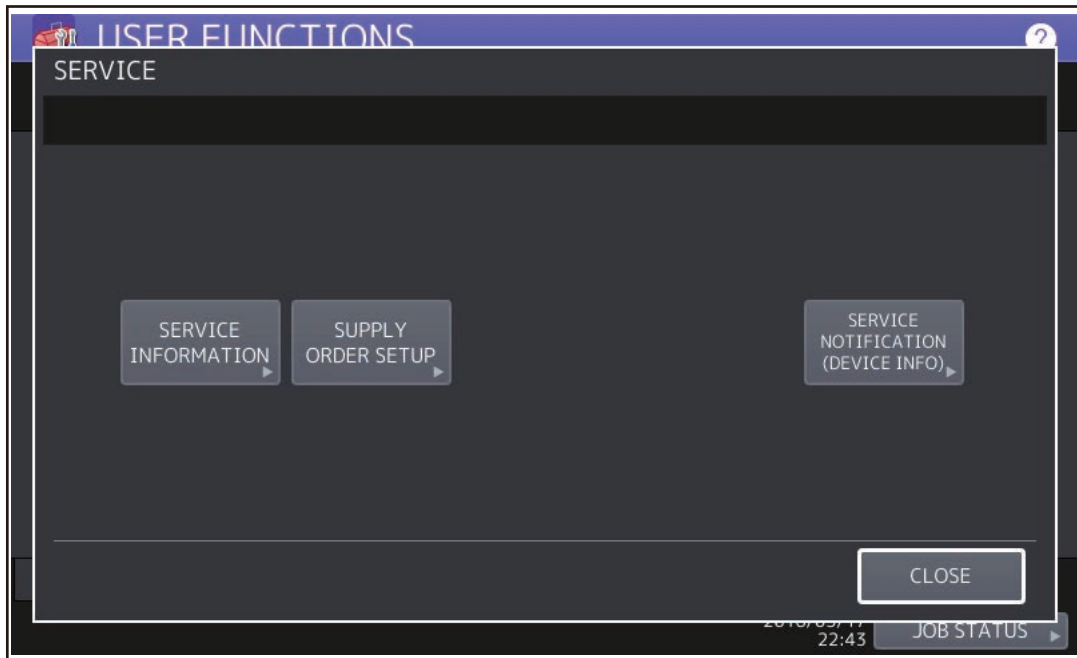 USER FUNCTIONS
?
SERVICE
SERVICE
INFORMATION
SUPPLY
ORDER SETUP
SERVICE
NOTIFICATION
(DEVICE INFO)
CLOSE
22:43
JOB STATUS